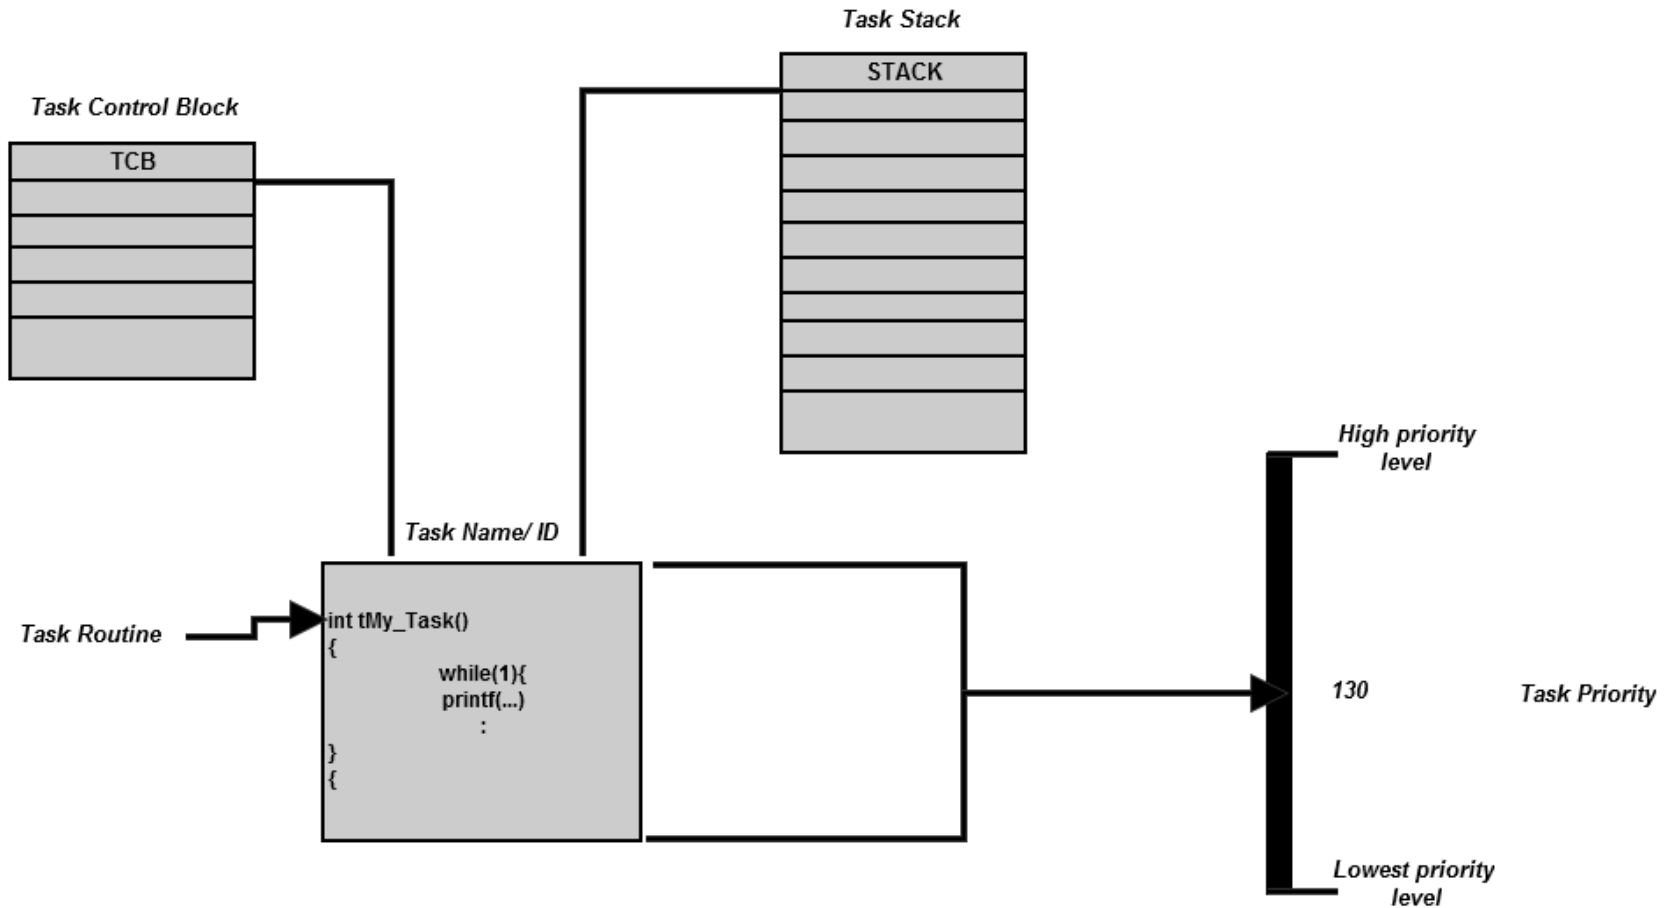 Task Stack
STACK
Task Control Block
TCB
High priority
level
Task Name/ ID
int tMy_Task()
{
while(1){
printf(...)
:
}
{
Task Routine
130
Task Priority
Lowest priority
level